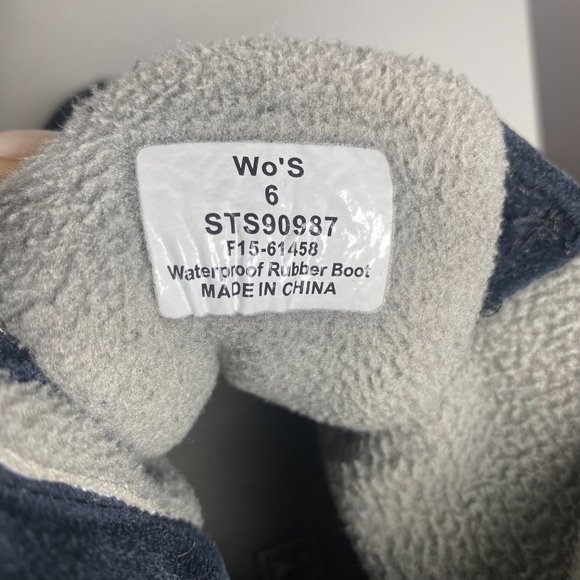 Wo'S
6
STS90987
F15-61458
Waterproof Rubber Boot
MADE IN CHINA